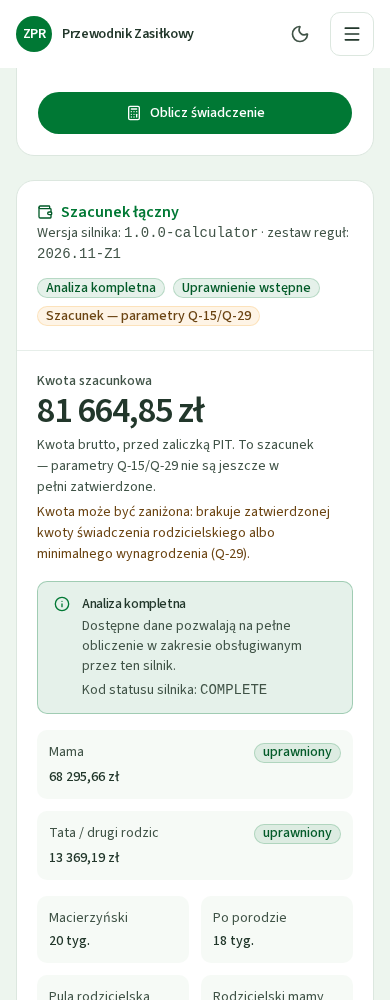 ZPR Przewodnik Zasiłkowy
Oblicz świadczenie
Szacunek łączny
Wersja silnika: 1.0.0-calculator · zestaw reguł:
2026.11-Z1
Analiza kompletna Uprawnienie wstępne
Szacunek — parametry Q-15/Q-29
Kwota szacunkowa
81 664,85 zł
Kwota brutto, przed zaliczką PIT. To szacunek
— parametry Q-15/Q-29 nie są jeszcze w
pełni zatwierdzone.
Kwota może być zaniżona: brakuje zatwierdzonej
kwoty świadczenia rodzicielskiego albo
minimalnego wynagrodzenia (Q-29).
Analiza kompletna
Dostępne dane pozwalają na pełne
obliczenie w zakresie obsługiwanym
przez ten silnik.
Kod statusu silnika: COMPLETE
Mama uprawniony
68 295,66 zł
Tata / drugi rodzic uprawniony
13 369,19 zł
Macierzyński Po porodzie
20 tyg. 18 tyg.
Pula rodzicielska Rodzicielski mamy